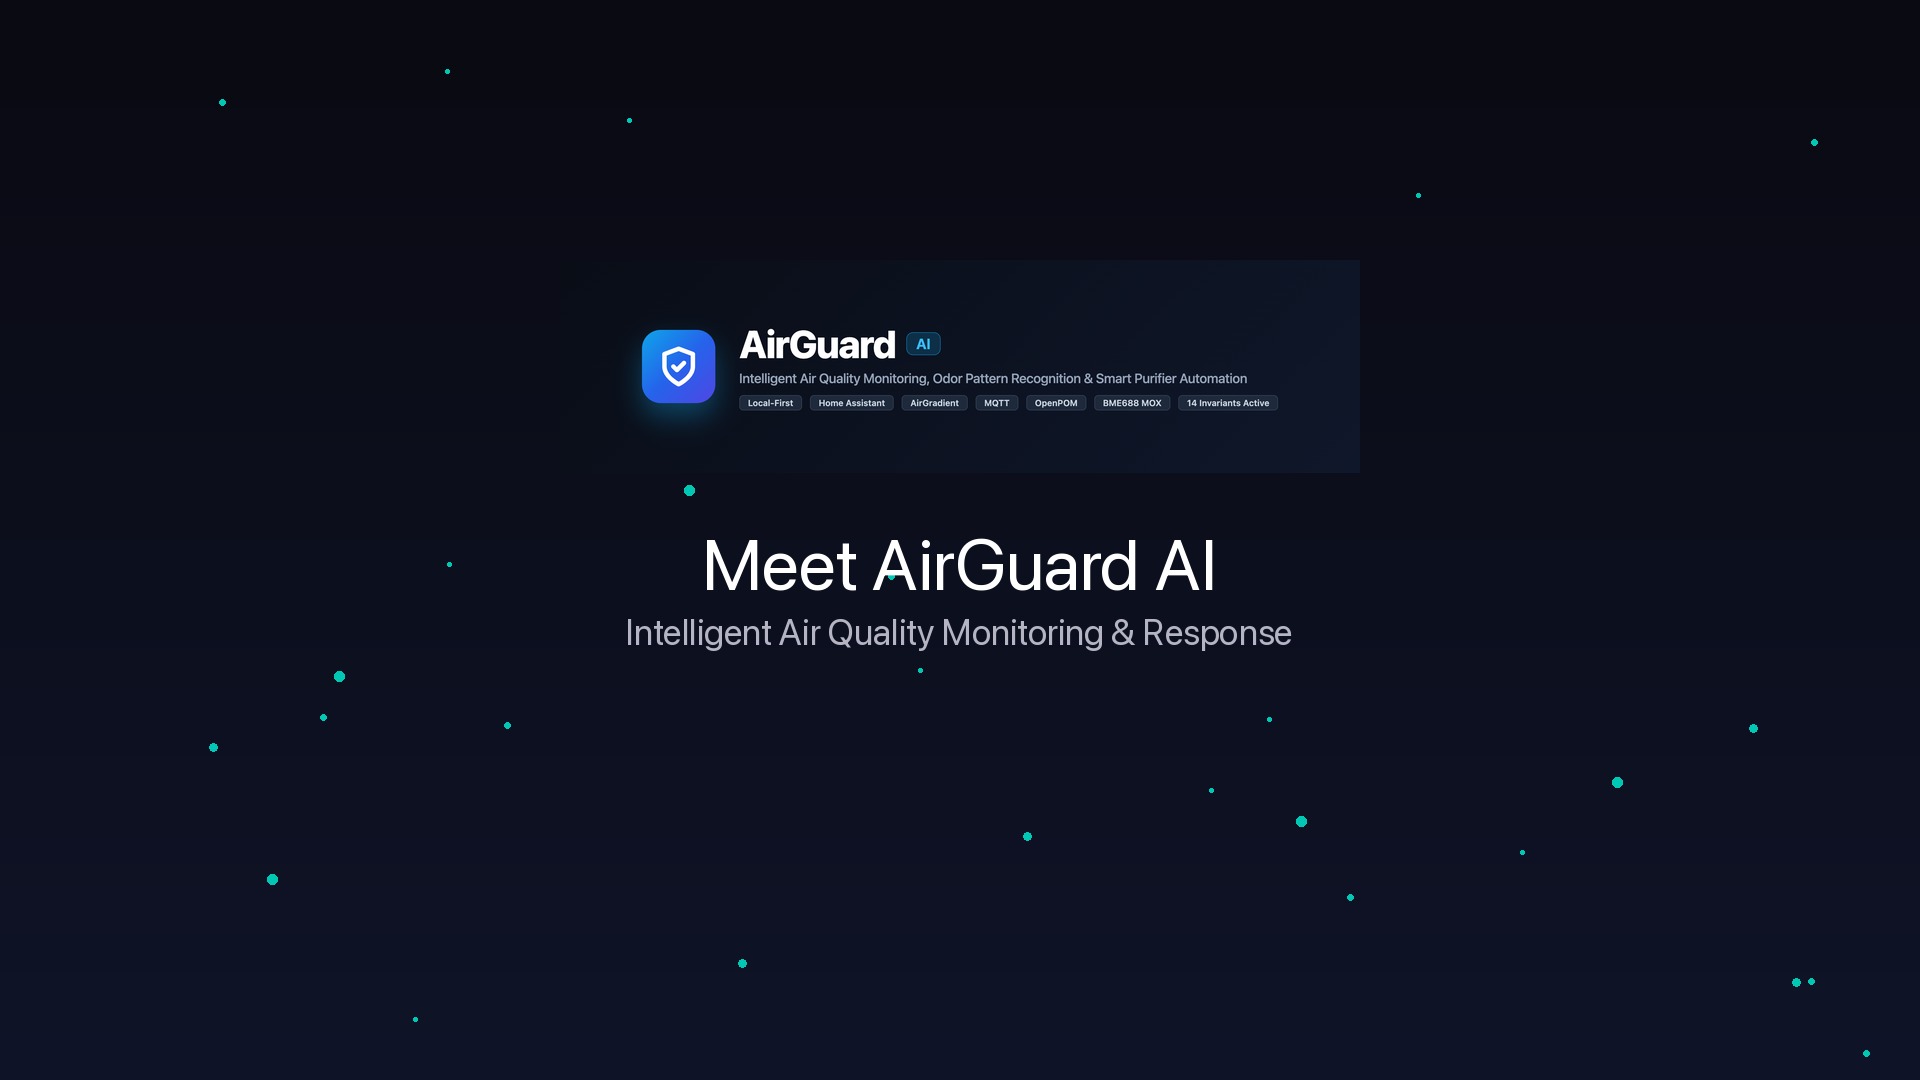 AirGuard AI
Intelligent Air Quality Monitoring, Odor Pattern Recognition & Smart Purifier Automation
Local-First Home Assistant AirGradient MQTT OpenPOM BME688 MOX 14 Invariants Active
Meet AirGuard AI
Intelligent Air Quality Monitoring & Response